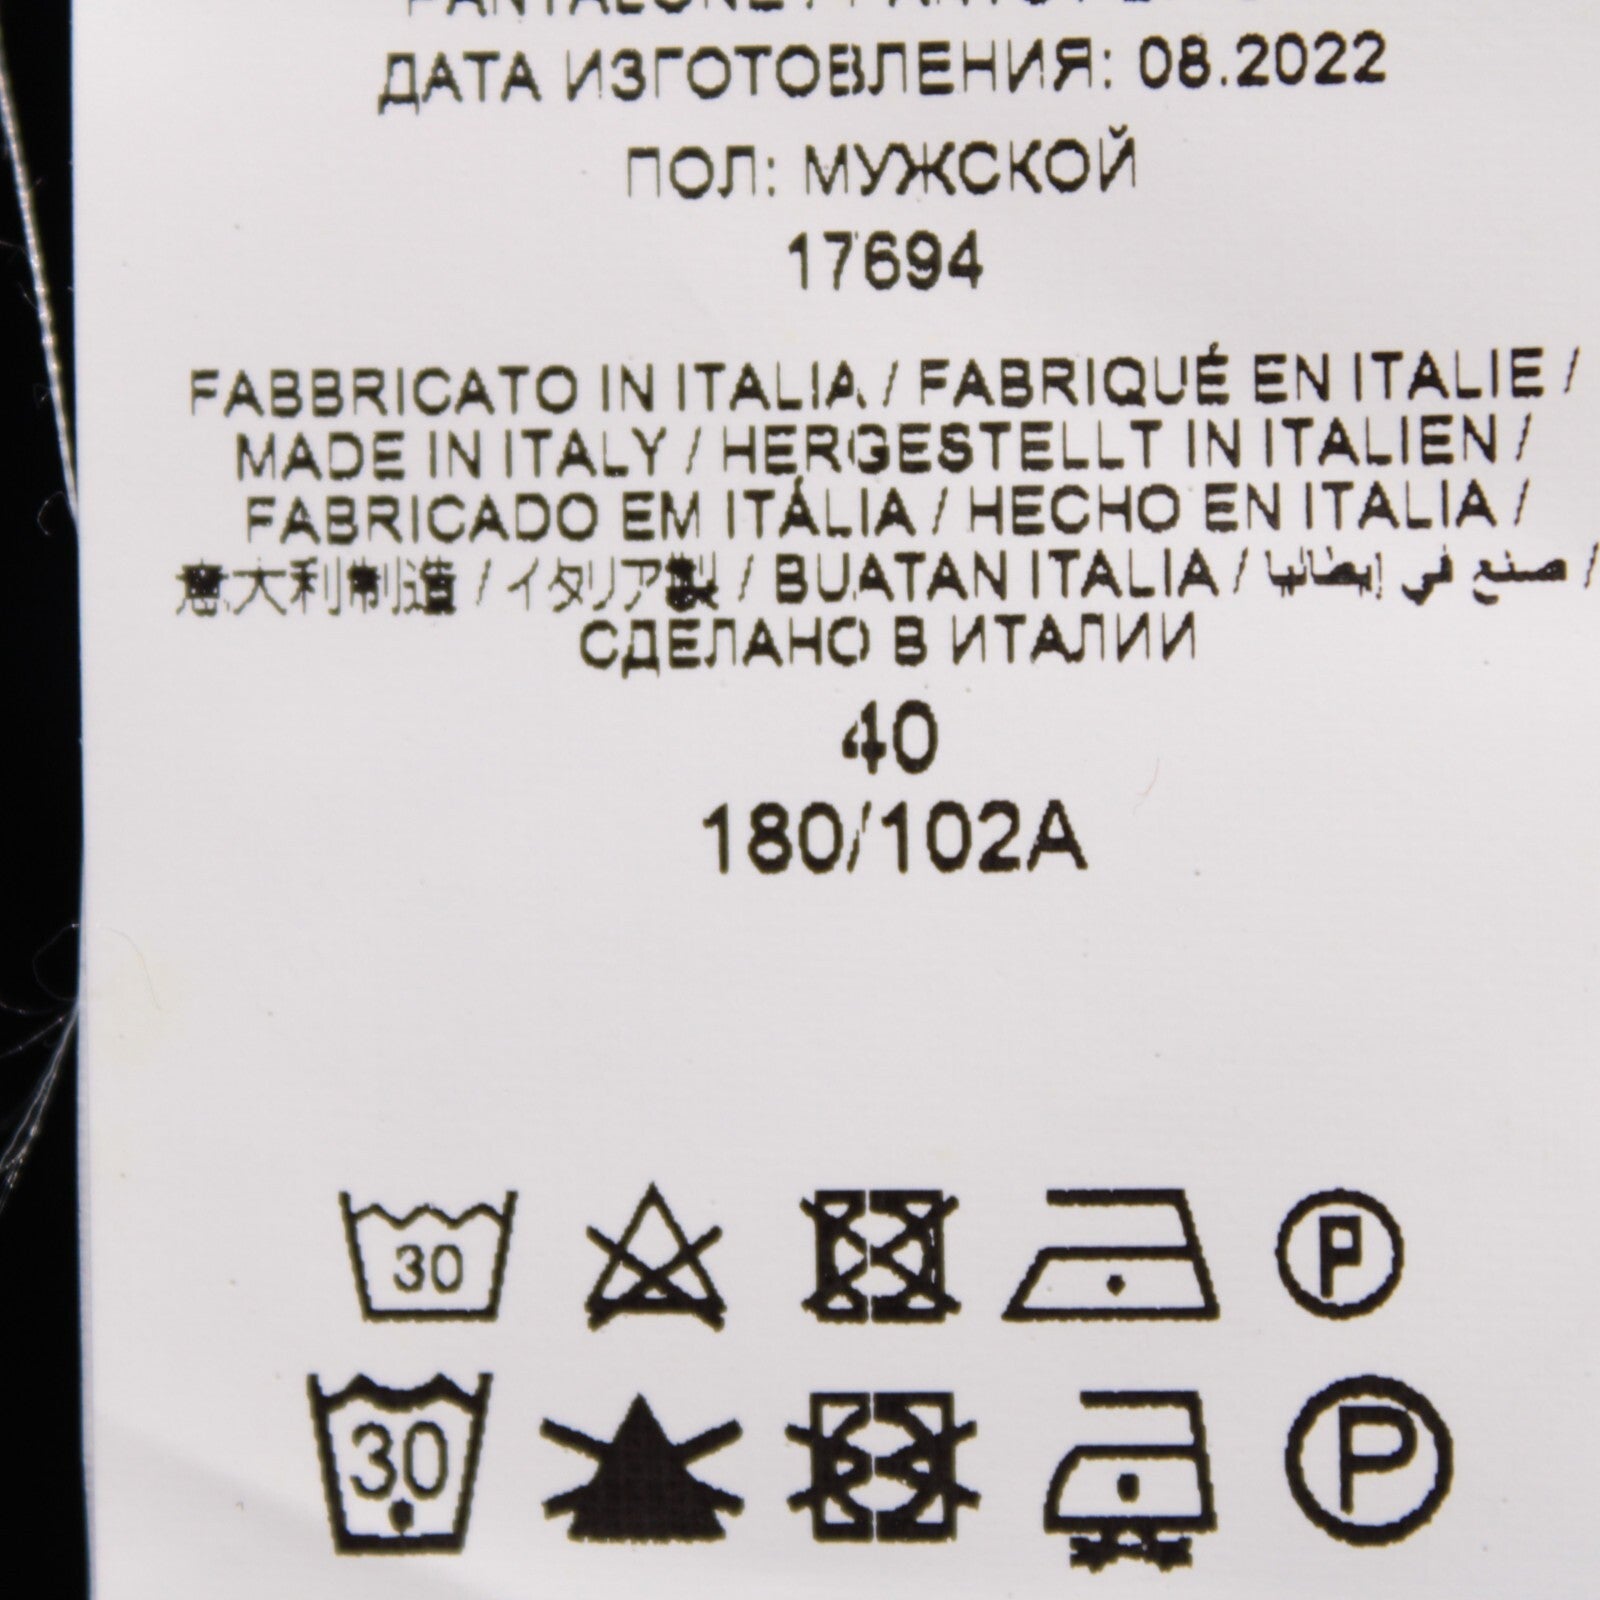 PANTALONE /
ДАТА ИЗГОТОВЛЕНИЯ: 08.2022
ПОЛ: МУЖСКОЙ
17694
FABBRICATO IN ITALIA / FABRIQUÉ EN ITALIE /
MADE IN ITALY / HERGESTELLT IN ITALIEN /
FABRICADO EM ITÁLIA / HECHO EN ITALIA /
意大利制造 / イタリア製 / BUATAN ITALIA / صنع في إيطاليا /
СДЕЛАНО В ИТАЛИИ
40
180/102A
30 P
30 P